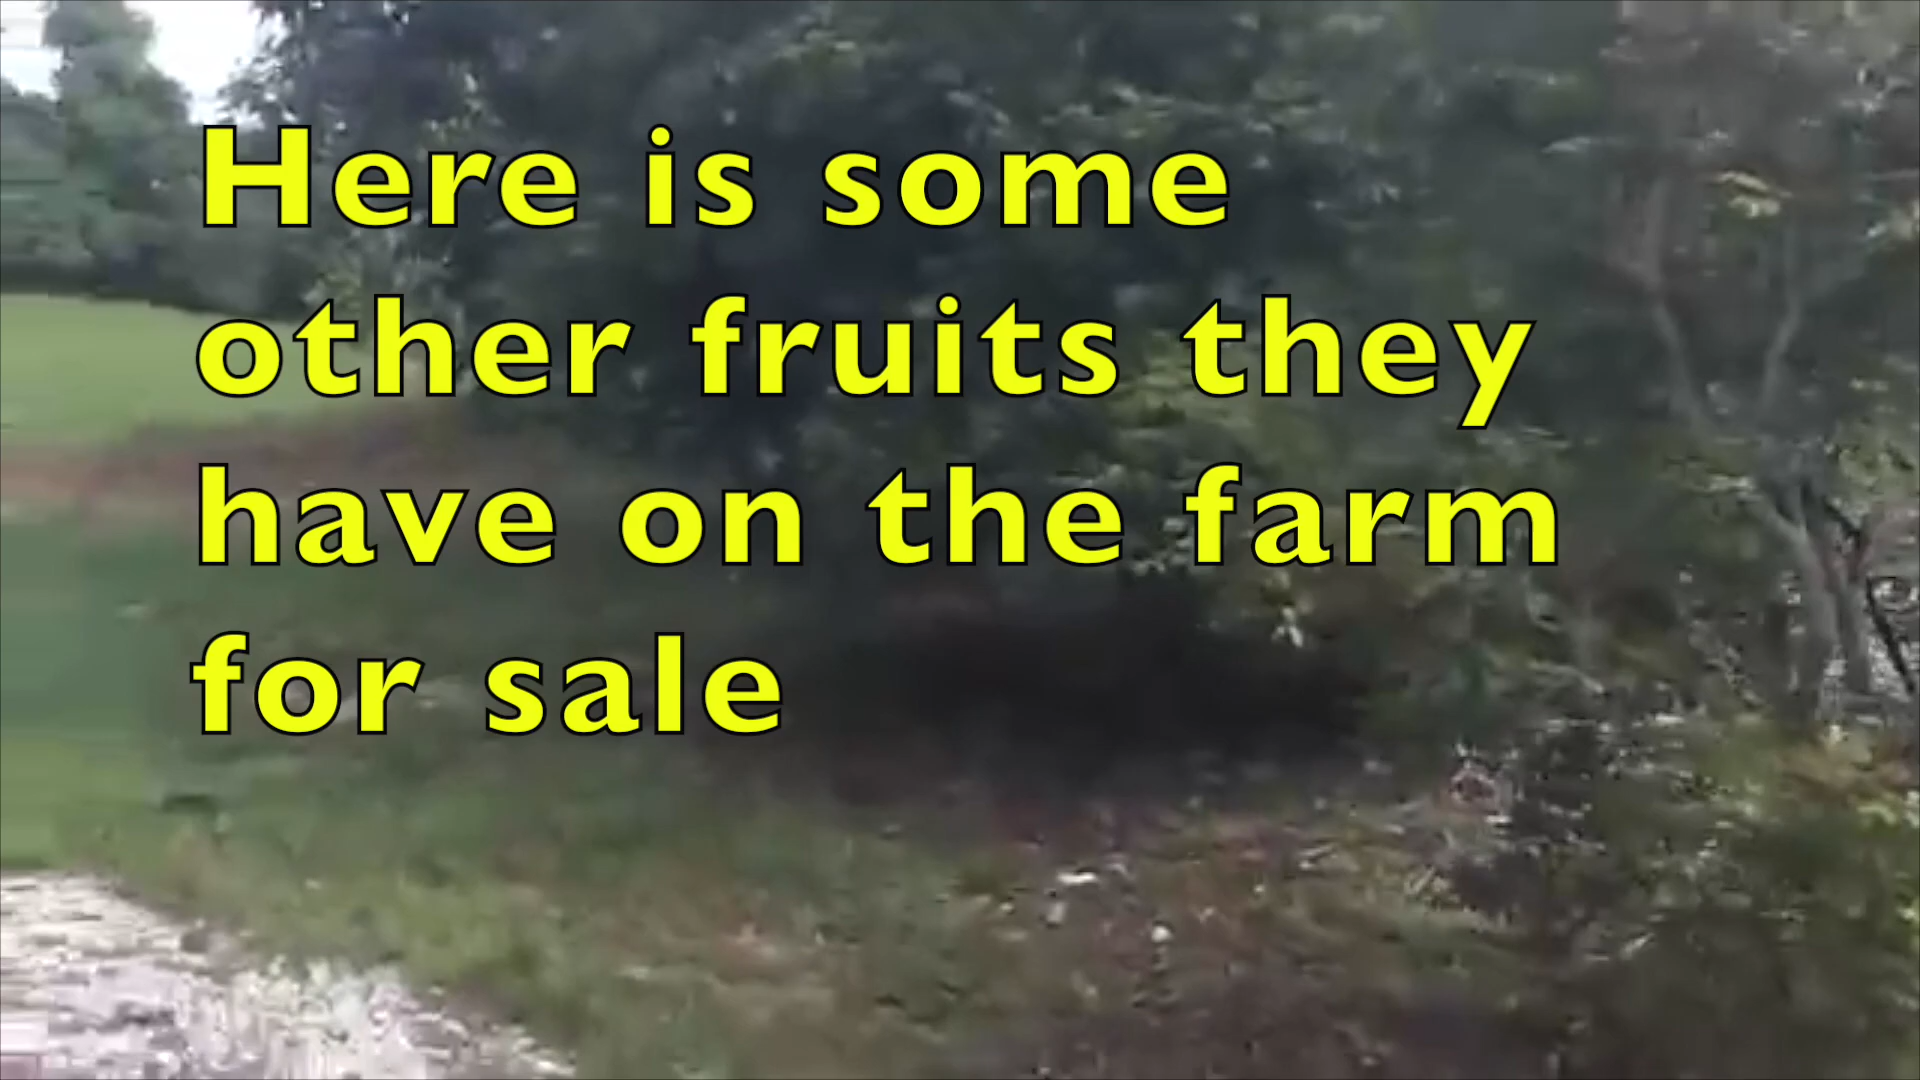 Here is some
other fruits they
have on the farm
for sale